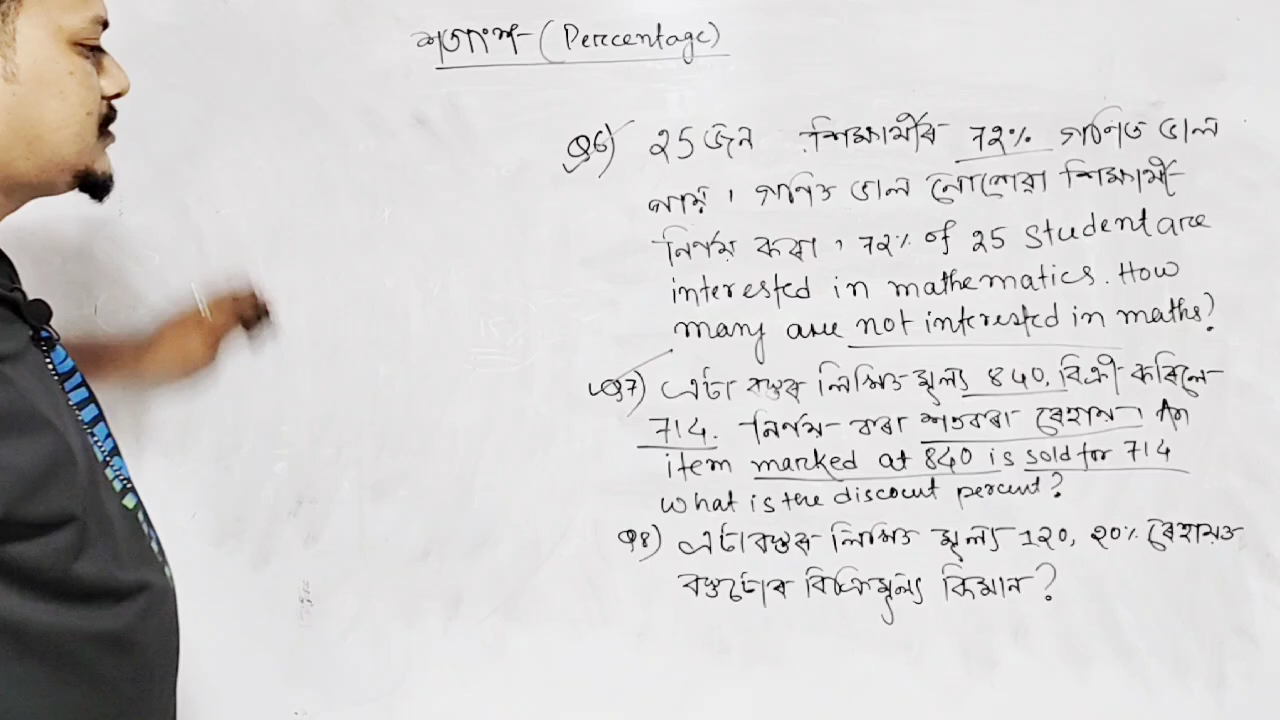 শতাংশ (Percentage)
Q6) 25 জন শিক্ষাৰ্থীৰ 72% গণিত ভাল
পায়। গণিত ভাল নোপোৱা শিক্ষাৰ্থী
নিৰ্ণয় কৰা। 72% of 25 student are
interested in mathematics. How
many are not interested in maths?
Q7) এটা বস্তুৰ লিখিত মূল্য 840, বিক্ৰী কৰিলে
714. নিৰ্ণয় কৰা শতকৰা ৰেহায়। An
item marked at 840 is sold for 714
What is the discout percent?
Q8) এটা বস্তুৰ লিখিত মূল্য 120, 20% ৰেহায়ত
বস্তুটোৰ বিক্ৰিমূল্য কিমান?